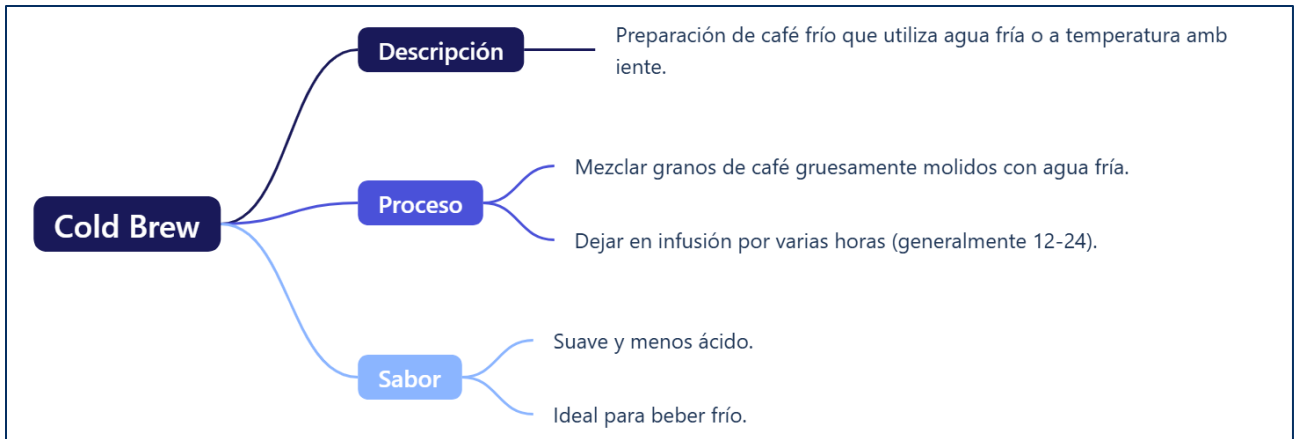 Cold Brew
Descripción
Preparación de café frío que utiliza agua fría o a temperatura amb
iente.
Proceso
Mezclar granos de café gruesamente molidos con agua fría.
Dejar en infusión por varias horas (generalmente 12-24).
Sabor
Suave y menos ácido.
Ideal para beber frío.